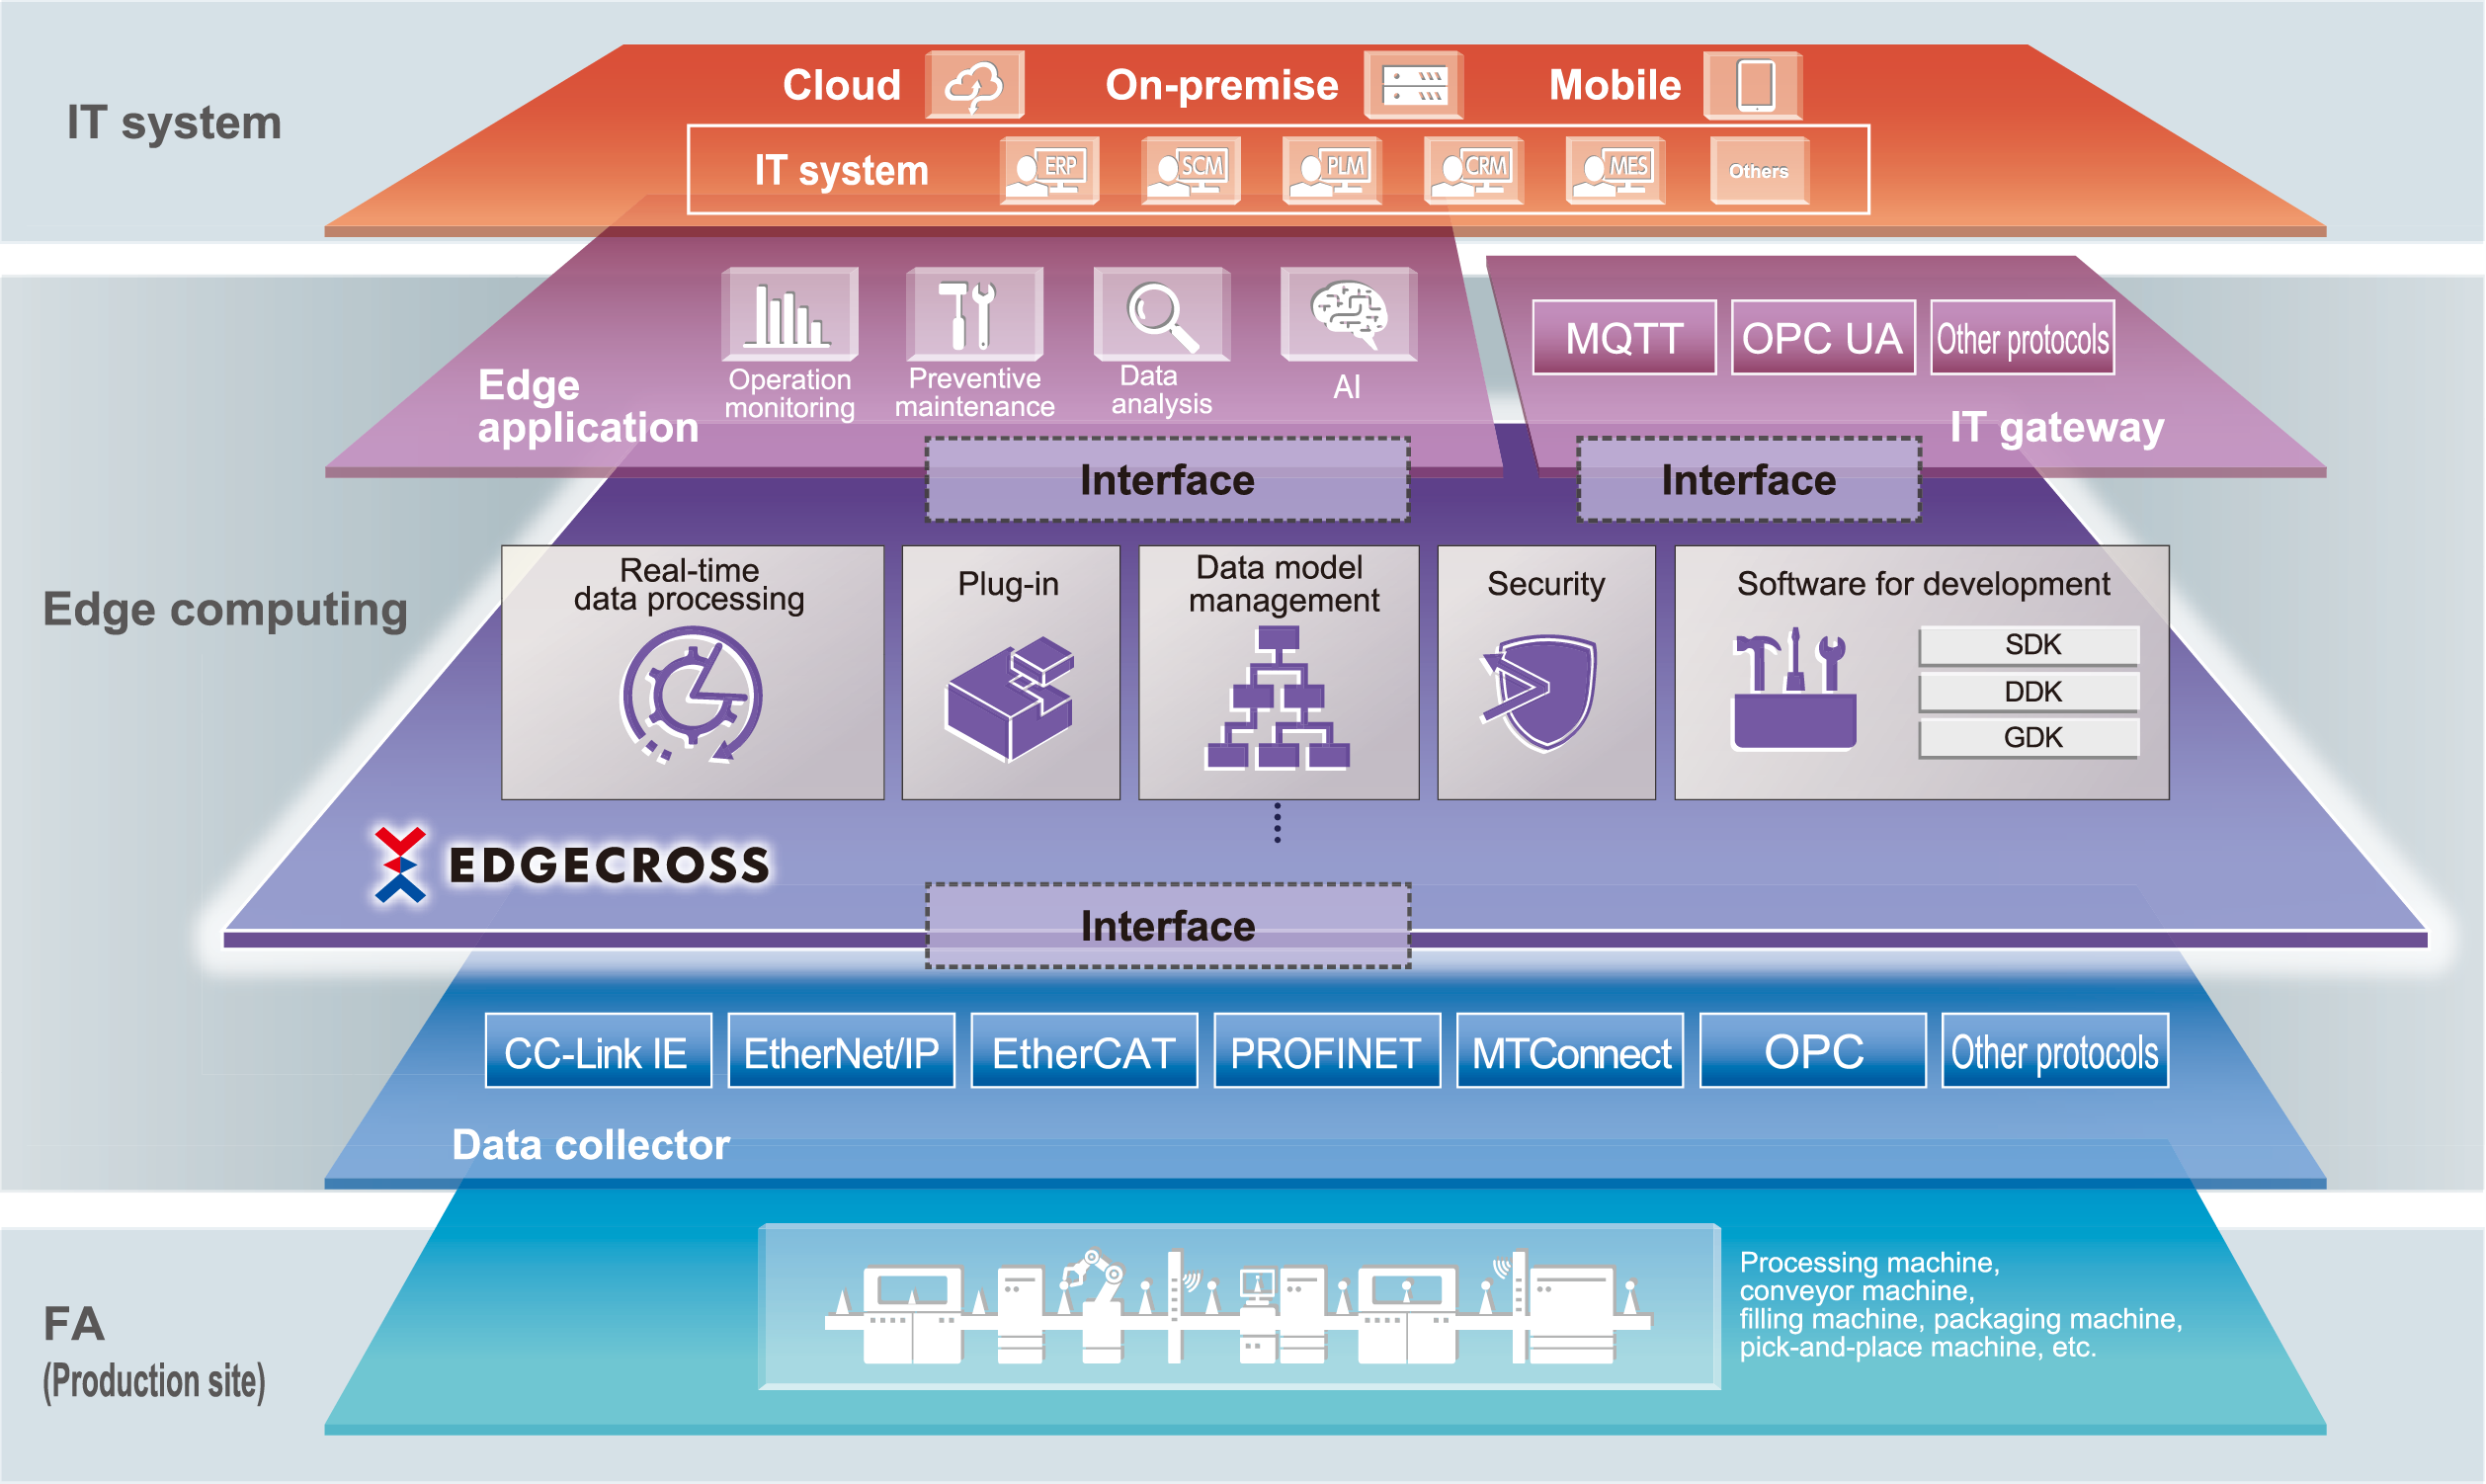 IT system
Cloud
On-premise
Mobile
IT system
ERP
SCM
PLM
CRM
MES
Others
Edge computing
Edge
application
Operation
monitoring
Preventive
maintenance
Data
analysis
AI
MQTT
OPC UA
Other protocols
IT gateway
Interface
Interface
Real-time
data processing
Plug-in
Data model
management
Security
Software for development
SDK
DDK
GDK
EDGECROSS
Interface
CC-Link IE
EtherNet/IP
EtherCAT
PROFINET
MTConnect
OPC
Other protocols
Data collector
FA
(Production site)
Processing machine,
conveyor machine,
filling machine, packaging machine,
pick-and-place machine, etc.